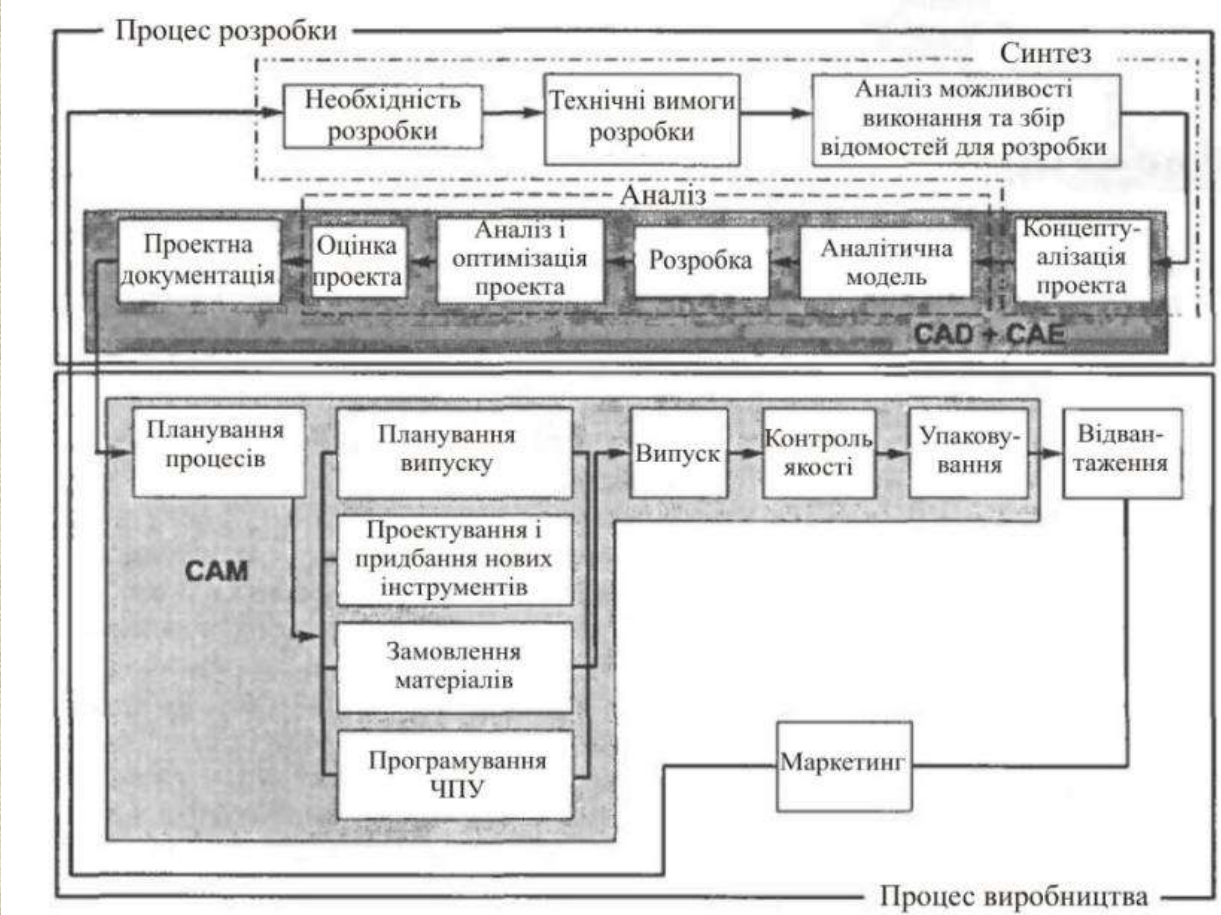 Процес розробки
Синтез
Необхідність
розробки
Технічні вимоги
розробки
Аналіз можливості
виконання та збір
відомостей для розробки
Аналіз
Проектна
документація
Оцінка
проекта
Аналіз і
оптимізація
проекта
Розробка
Аналітична
модель
Концепту-
алізація
проекта
CAD + CAE
Планування
процесів
CAM
Планування
випуску
Проектування і
придбання нових
інструментів
Замовлення
матеріалів
Програмування
ЧПУ
Випуск
Контроль
якості
Упакову-
вання
Відван-
таження
Маркетинг
Процес виробництва